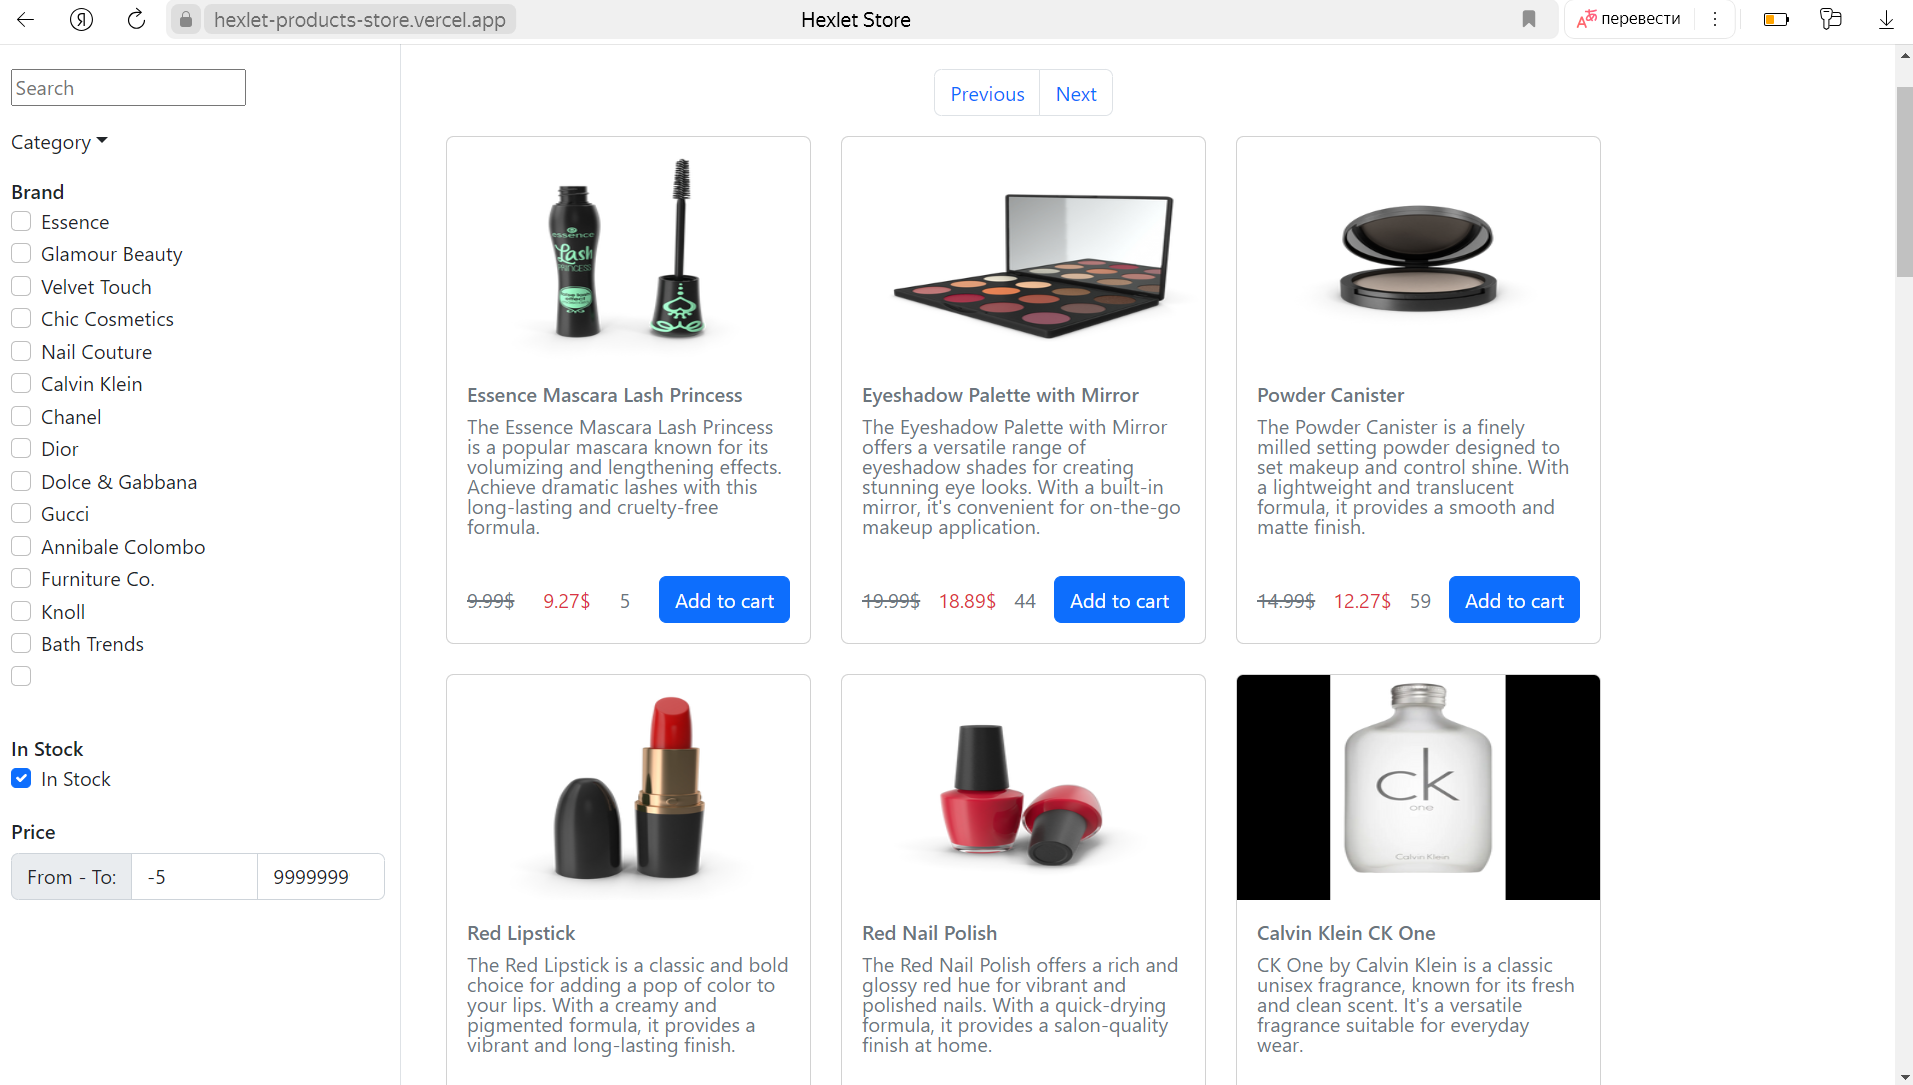 hexlet-products-store.vercel.app
Hexlet Store
перевести
Search
Category
Brand
Essence
Glamour Beauty
Velvet Touch
Chic Cosmetics
Nail Couture
Calvin Klein
Chanel
Dior
Dolce & Gabbana
Gucci
Annibale Colombo
Furniture Co.
Knoll
Bath Trends
In Stock
In Stock
Price
From - To: -5 9999999
Previous Next
essence
Lash
PRINCESS
Essence Mascara Lash Princess
The Essence Mascara Lash Princess
is a popular mascara known for its
volumizing and lengthening effects.
Achieve dramatic lashes with this
long-lasting and cruelty-free
formula.
9.99$ 9.27$ 5 Add to cart
Eyeshadow Palette with Mirror
The Eyeshadow Palette with Mirror
offers a versatile range of
eyeshadow shades for creating
stunning eye looks. With a built-in
mirror, it's convenient for on-the-go
makeup application.
19.99$ 18.89$ 44 Add to cart
Powder Canister
The Powder Canister is a finely
milled setting powder designed to
set makeup and control shine. With
a lightweight and translucent
formula, it provides a smooth and
matte finish.
14.99$ 12.27$ 59 Add to cart
Red Lipstick
The Red Lipstick is a classic and bold
choice for adding a pop of color to
your lips. With a creamy and
pigmented formula, it provides a
vibrant and long-lasting finish.
Red Nail Polish
The Red Nail Polish offers a rich and
glossy red hue for vibrant and
polished nails. With a quick-drying
formula, it provides a salon-quality
finish at home.
ck
one
Calvin Klein
Calvin Klein CK One
CK One by Calvin Klein is a classic
unisex fragrance, known for its fresh
and clean scent. It's a versatile
fragrance suitable for everyday
wear.